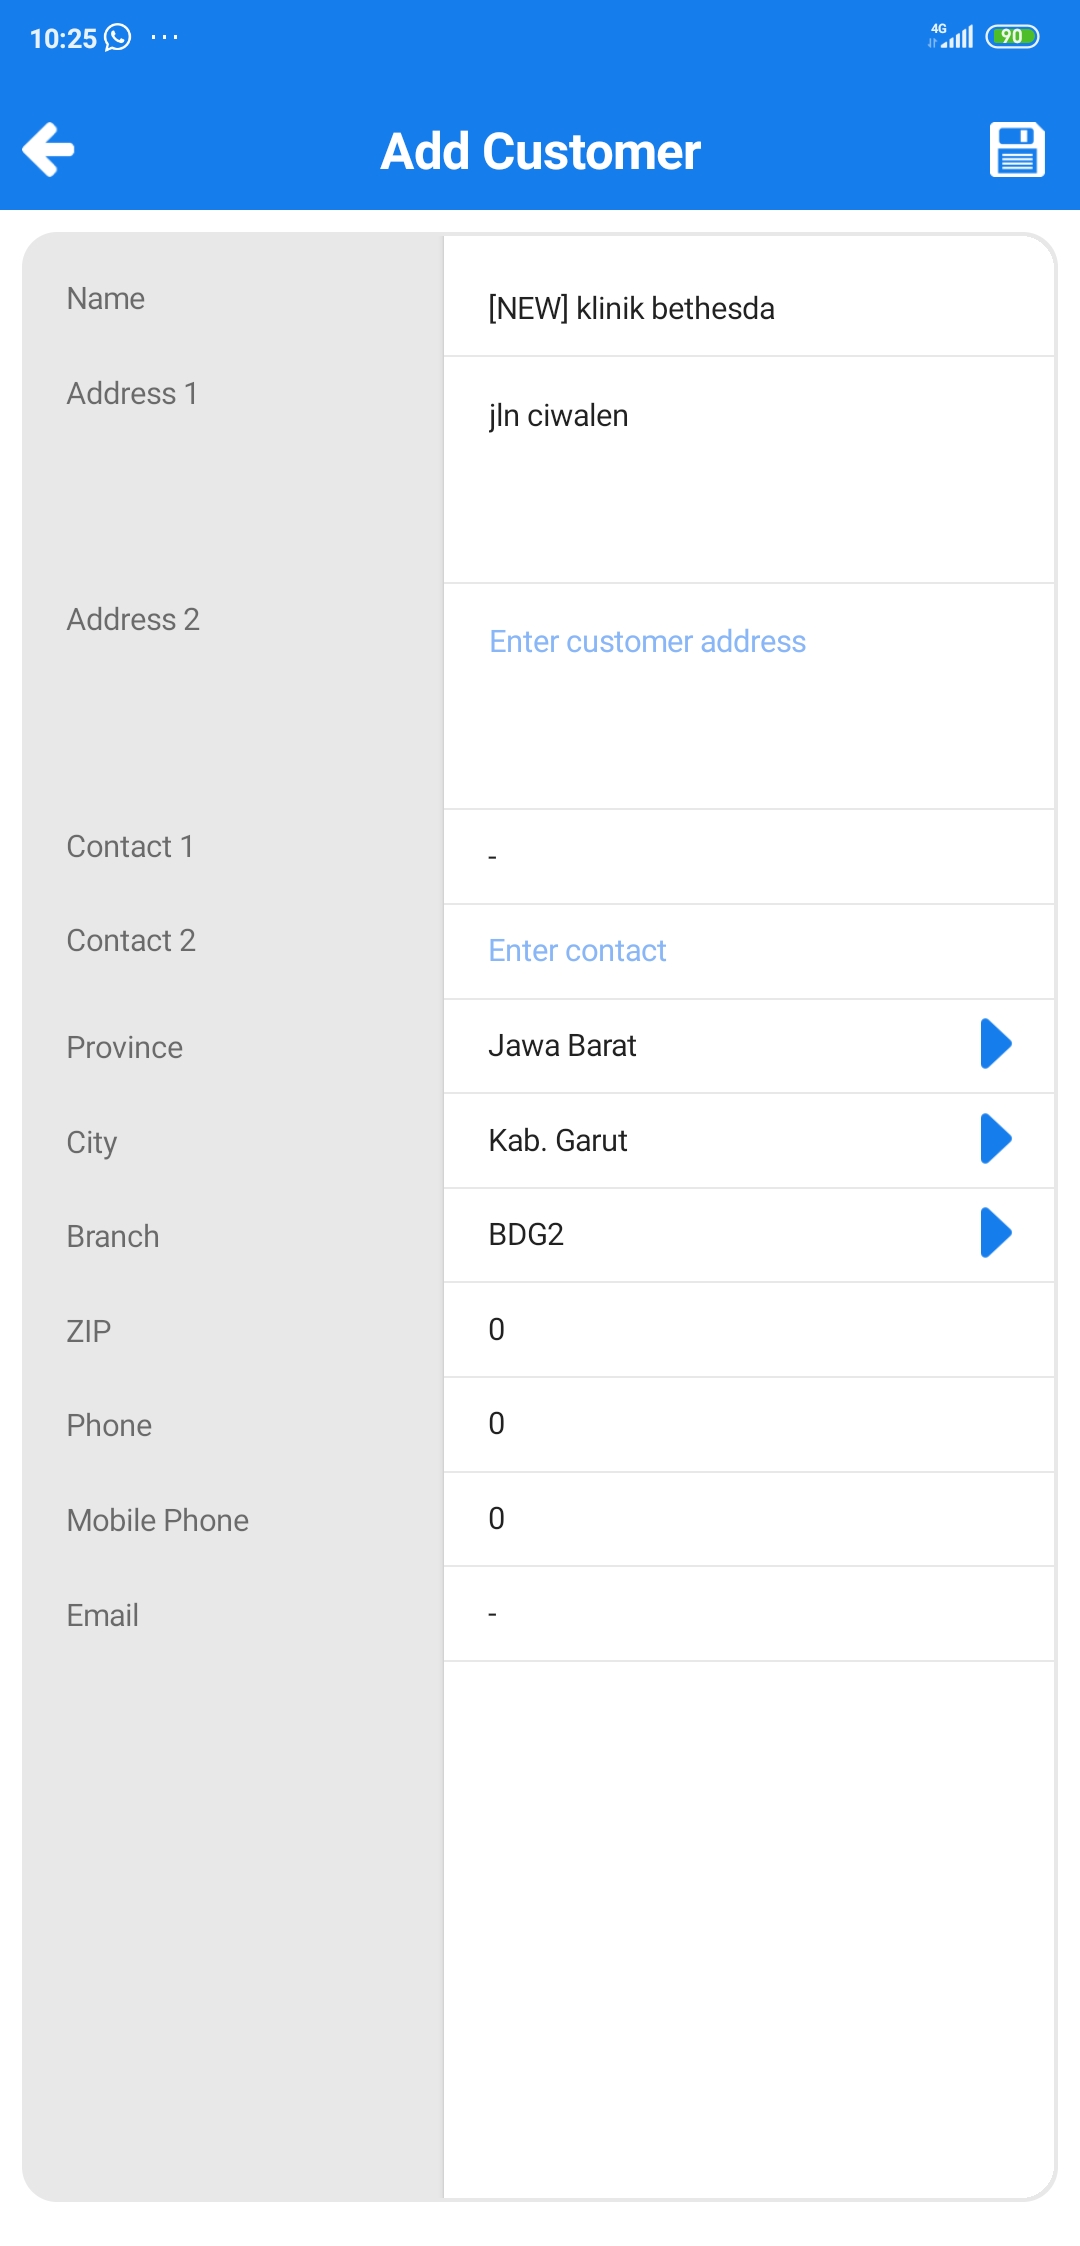 10:25 ...
4G 90
Add Customer
Name [NEW] klinik bethesda
Address 1 jln ciwalen
Address 2 Enter customer address
Contact 1 -
Contact 2 Enter contact
Province Jawa Barat
City Kab. Garut
Branch BDG2
ZIP 0
Phone 0
Mobile Phone 0
Email -